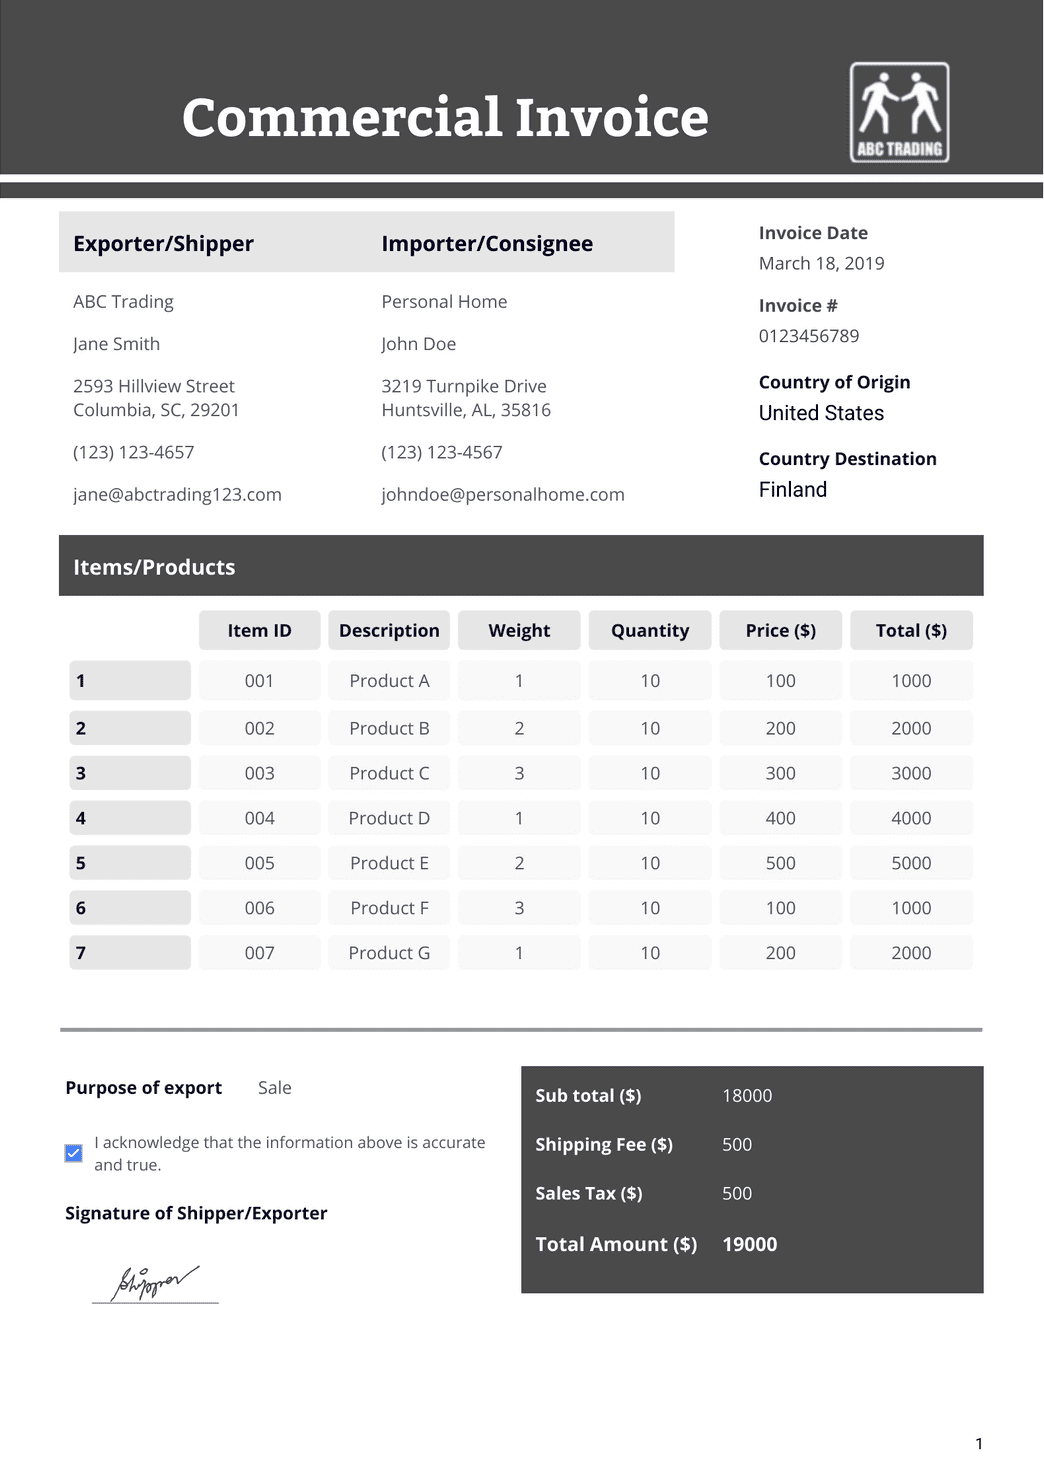 Commercial Invoice
ABC TRADING
Exporter/Shipper
ABC Trading
Jane Smith
2593 Hillview Street
Columbia, SC, 29201
(123) 123-4657
jane@abctrading123.com
Importer/Consignee
Personal Home
John Doe
3219 Turnpike Drive
Huntsville, AL, 35816
(123) 123-4567
johndoe@personalhome.com
Invoice Date
March 18, 2019
Invoice #
0123456789
Country of Origin
United States
Country Destination
Finland
Items/Products
Item ID Description Weight Quantity Price ($) Total ($)
1 001 Product A 1 10 100 1000
2 002 Product B 2 10 200 2000
3 003 Product C 3 10 300 3000
4 004 Product D 1 10 400 4000
5 005 Product E 2 10 500 5000
6 006 Product F 3 10 100 1000
7 007 Product G 1 10 200 2000
Purpose of export Sale
I acknowledge that the information above is accurate
and true.
Signature of Shipper/Exporter
Shipper
Sub total ($) 18000
Shipping Fee ($) 500
Sales Tax ($) 500
Total Amount ($) 19000
1